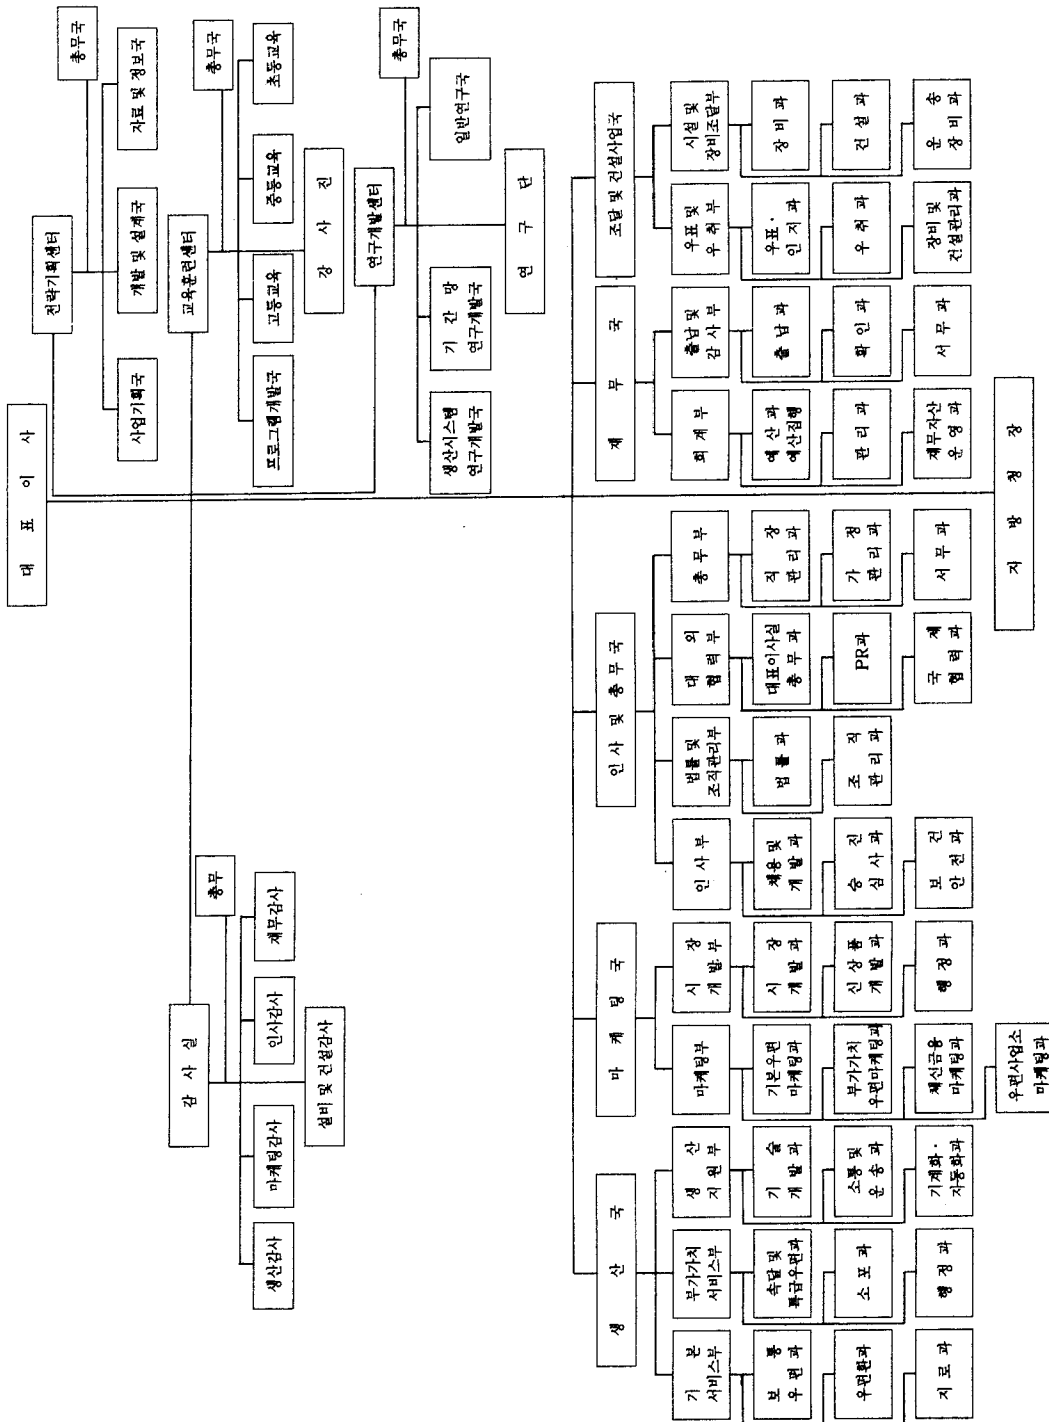 대 표 이 사
감 사 실
총무
생산감사
마케팅감사
인사감사
재무감사
설비 및 건설감사
전략기획센터
총무국
사업기획국
개발 및 설계국
자료 및 정보국
교육훈련센터
총무국
프로그램개발국
고등교육
중등교육
초등교육
강 사 진
연구개발센터
총무국
생산시스템
연구개발국
기 간 망
연구개발국
일반연구국
연 구 단
생 산 국
기 본
서비스부
보 통
우 편 과
우편환과
지 로 과
부가가치
서비스부
속달 및
특급우편과
소 포 과
행 정 과
생 산
지 원 부
기 술
개 발 과
소통 및
운 송 과
기계화·
자동화과
마 케 팅 국
마케팅부
기본우편
마케팅과
부가가치
우편마케팅과
체신금융
마케팅과
우편사업소
마케팅과
시 장
개 발 부
시 장
개 발 과
신 상 품
개 발 과
행 정 과
인 사 및 총 무 국
인 사 부
채용 및
개 발 과
승 진
심 사 과
보 건
안 전 과
법률 및
조직관리부
법 률 과
조 직
관 리 과
대 외
협 력 부
대표이사실
총 무 과
PR과
국 제
협 력 과
총 무 부
직 장
관 리 과
가 정
관 리 과
서 무 과
재 무 국
회 계 부
예 산 과
예산집행
관 리 과
재무자산
운 영 과
출납 및
감 사 부
출 납 과
확 인 과
서 무 과
조달 및 건설사업국
우표 및
우 취 부
우표·
인 지 과
우 취 과
장비 및
건설관리과
시설 및
장비조달부
장 비 과
건 설 과
운 송
장 비 과
지 방 청 장